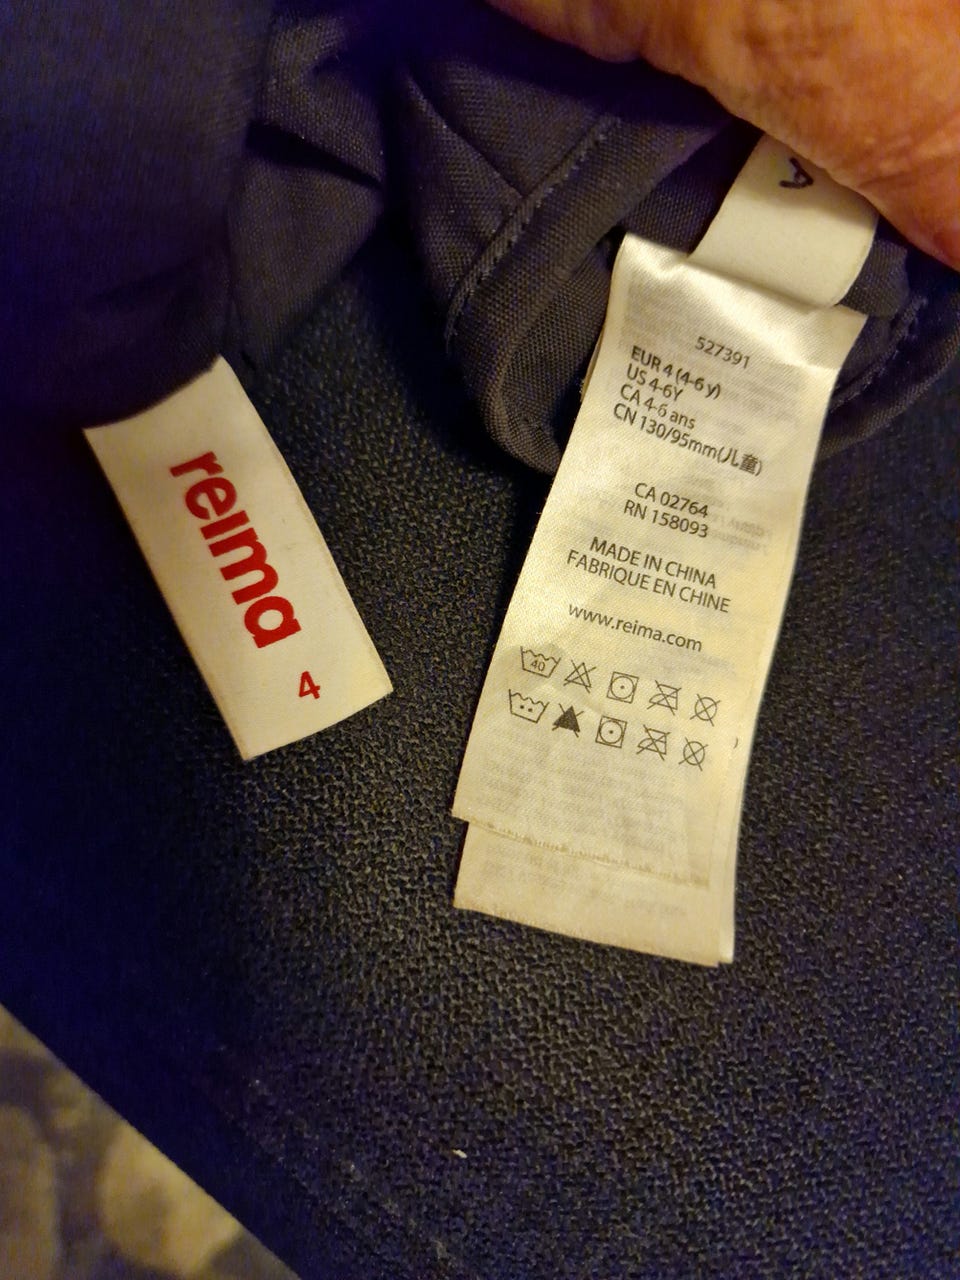 A
reima
4
527391
EUR 4 (4-6 y)
US 4-6Y
CA 4-6 ans
CN 130/95mm(儿童)
CA 02764
RN 158093
MADE IN CHINA
FABRIQUE EN CHINE
www.reima.com
40